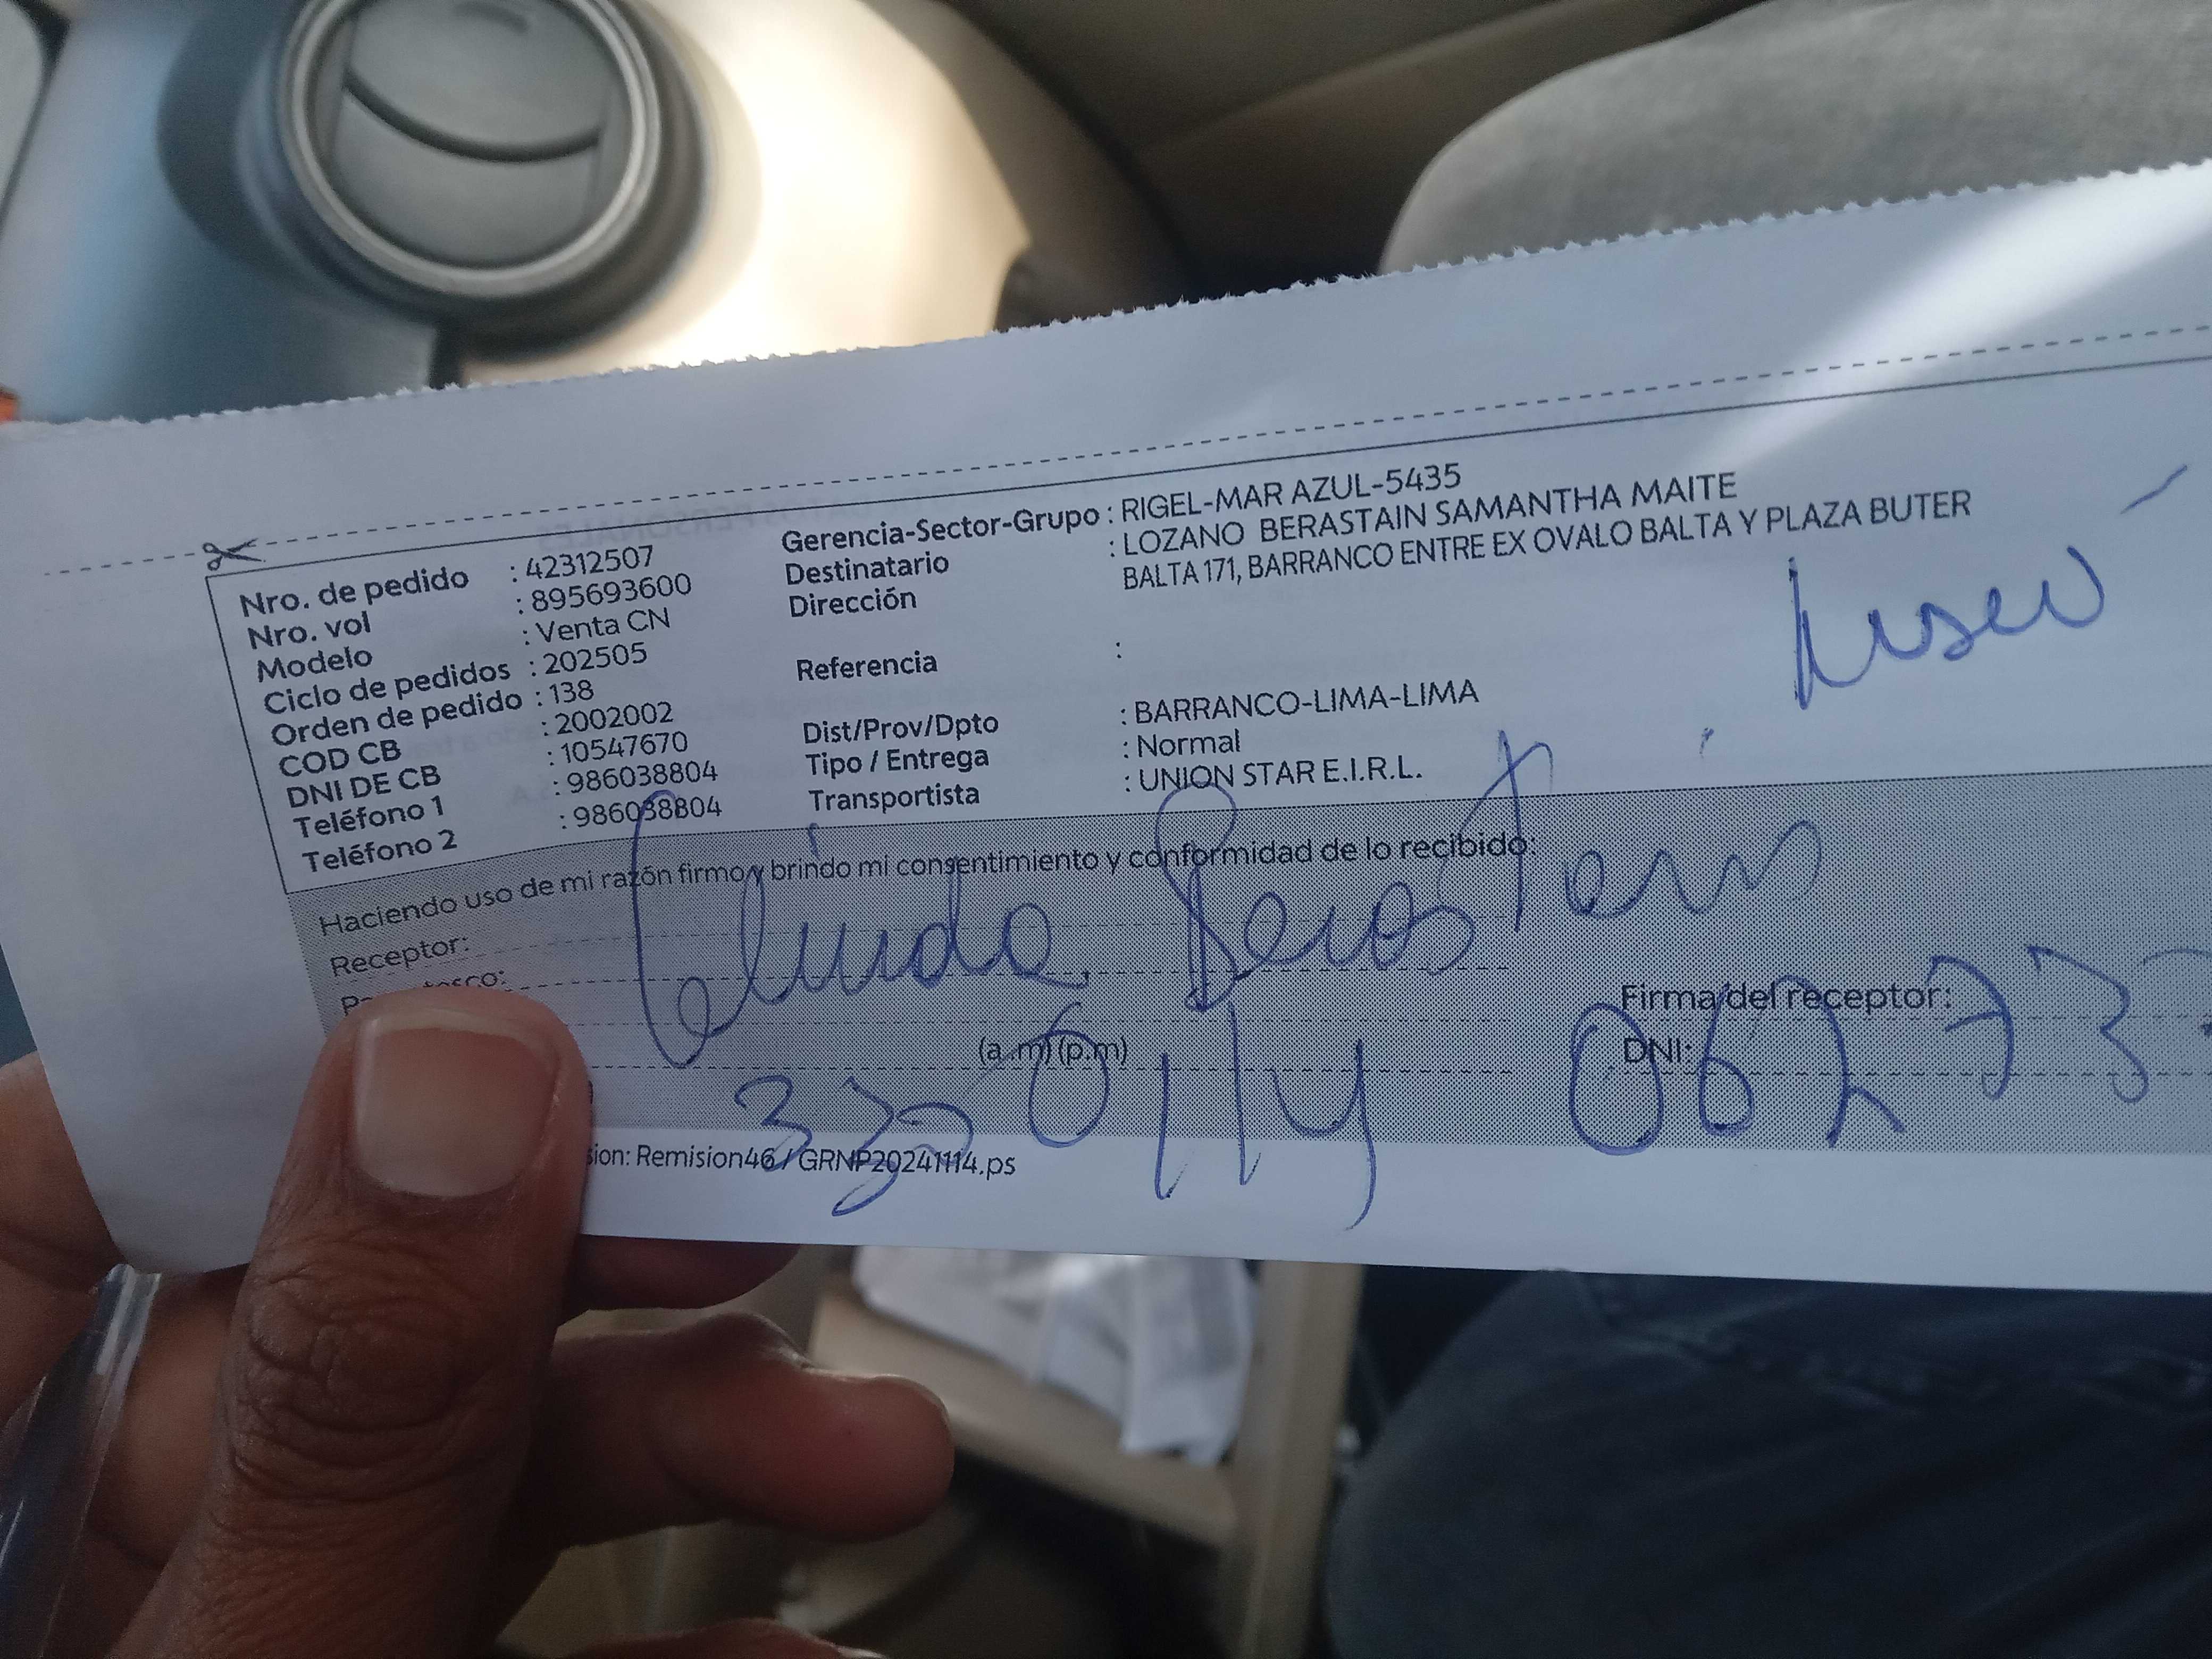 Nro. de pedido : 42312507
Nro. vol : 895693600
Modelo : Venta CN
Ciclo de pedidos : 202505
Orden de pedido : 138
COD CB : 2002002
DNI DE CB : 10547670
Teléfono 1 : 986038804
Teléfono 2 : 986038804
Gerencia-Sector-Grupo : RIGEL-MAR AZUL-5435
Destinatario : LOZANO BERASTAIN SAMANTHA MAITE
Dirección : BALTA 171, BARRANCO ENTRE EX OVALO BALTA Y PLAZA BUTER
Referencia :
Dist/Prov/Dpto : BARRANCO-LIMA-LIMA
Tipo / Entrega : Normal
Transportista : UNION STAR E.I.R.L.
Haciendo uso de mi razón firmo y brindo mi consentimiento y conformidad de lo recibido:
Receptor:
Berastain
Firma del receptor:
(a.m) (p.m)
DNI:
sion: Remision46 / GRNP20241114.ps